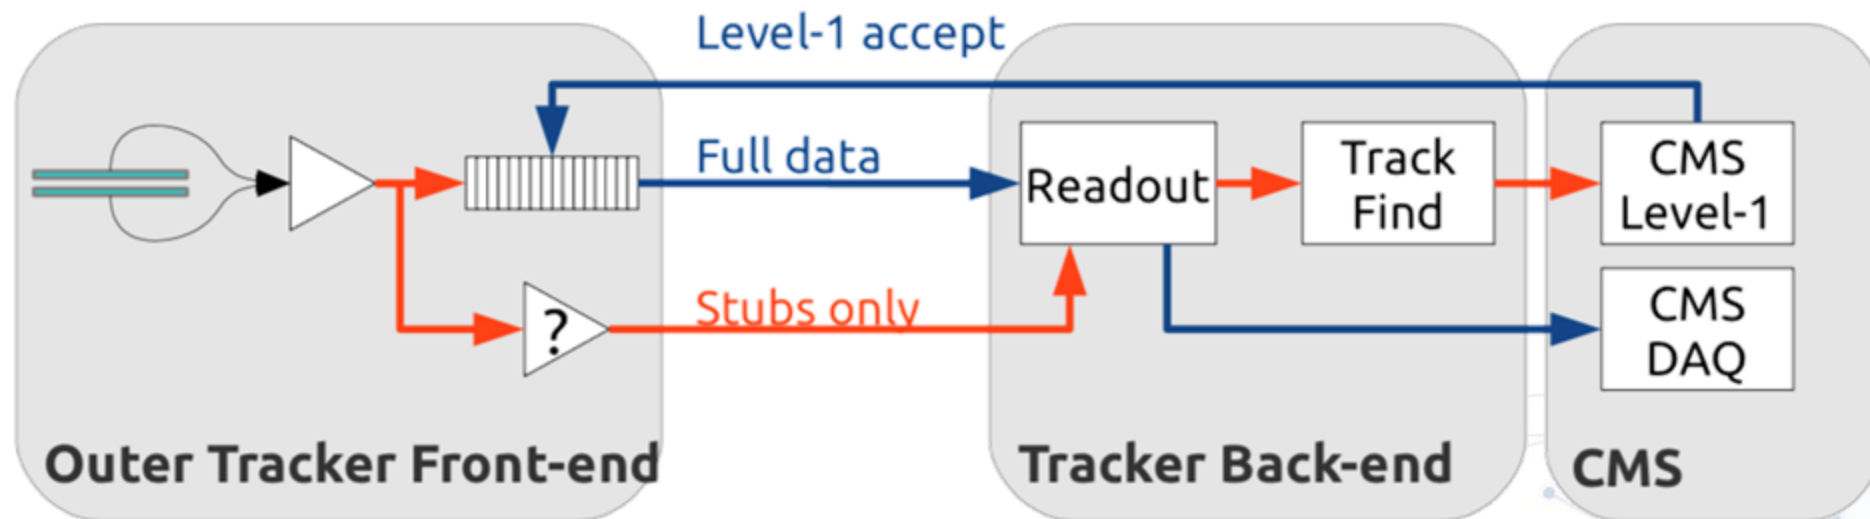 Level-1 accept
Full data
Readout
Track
Find
CMS
Level-1
?
Stubs only
CMS
DAQ
Outer Tracker Front-end
Tracker Back-end
CMS